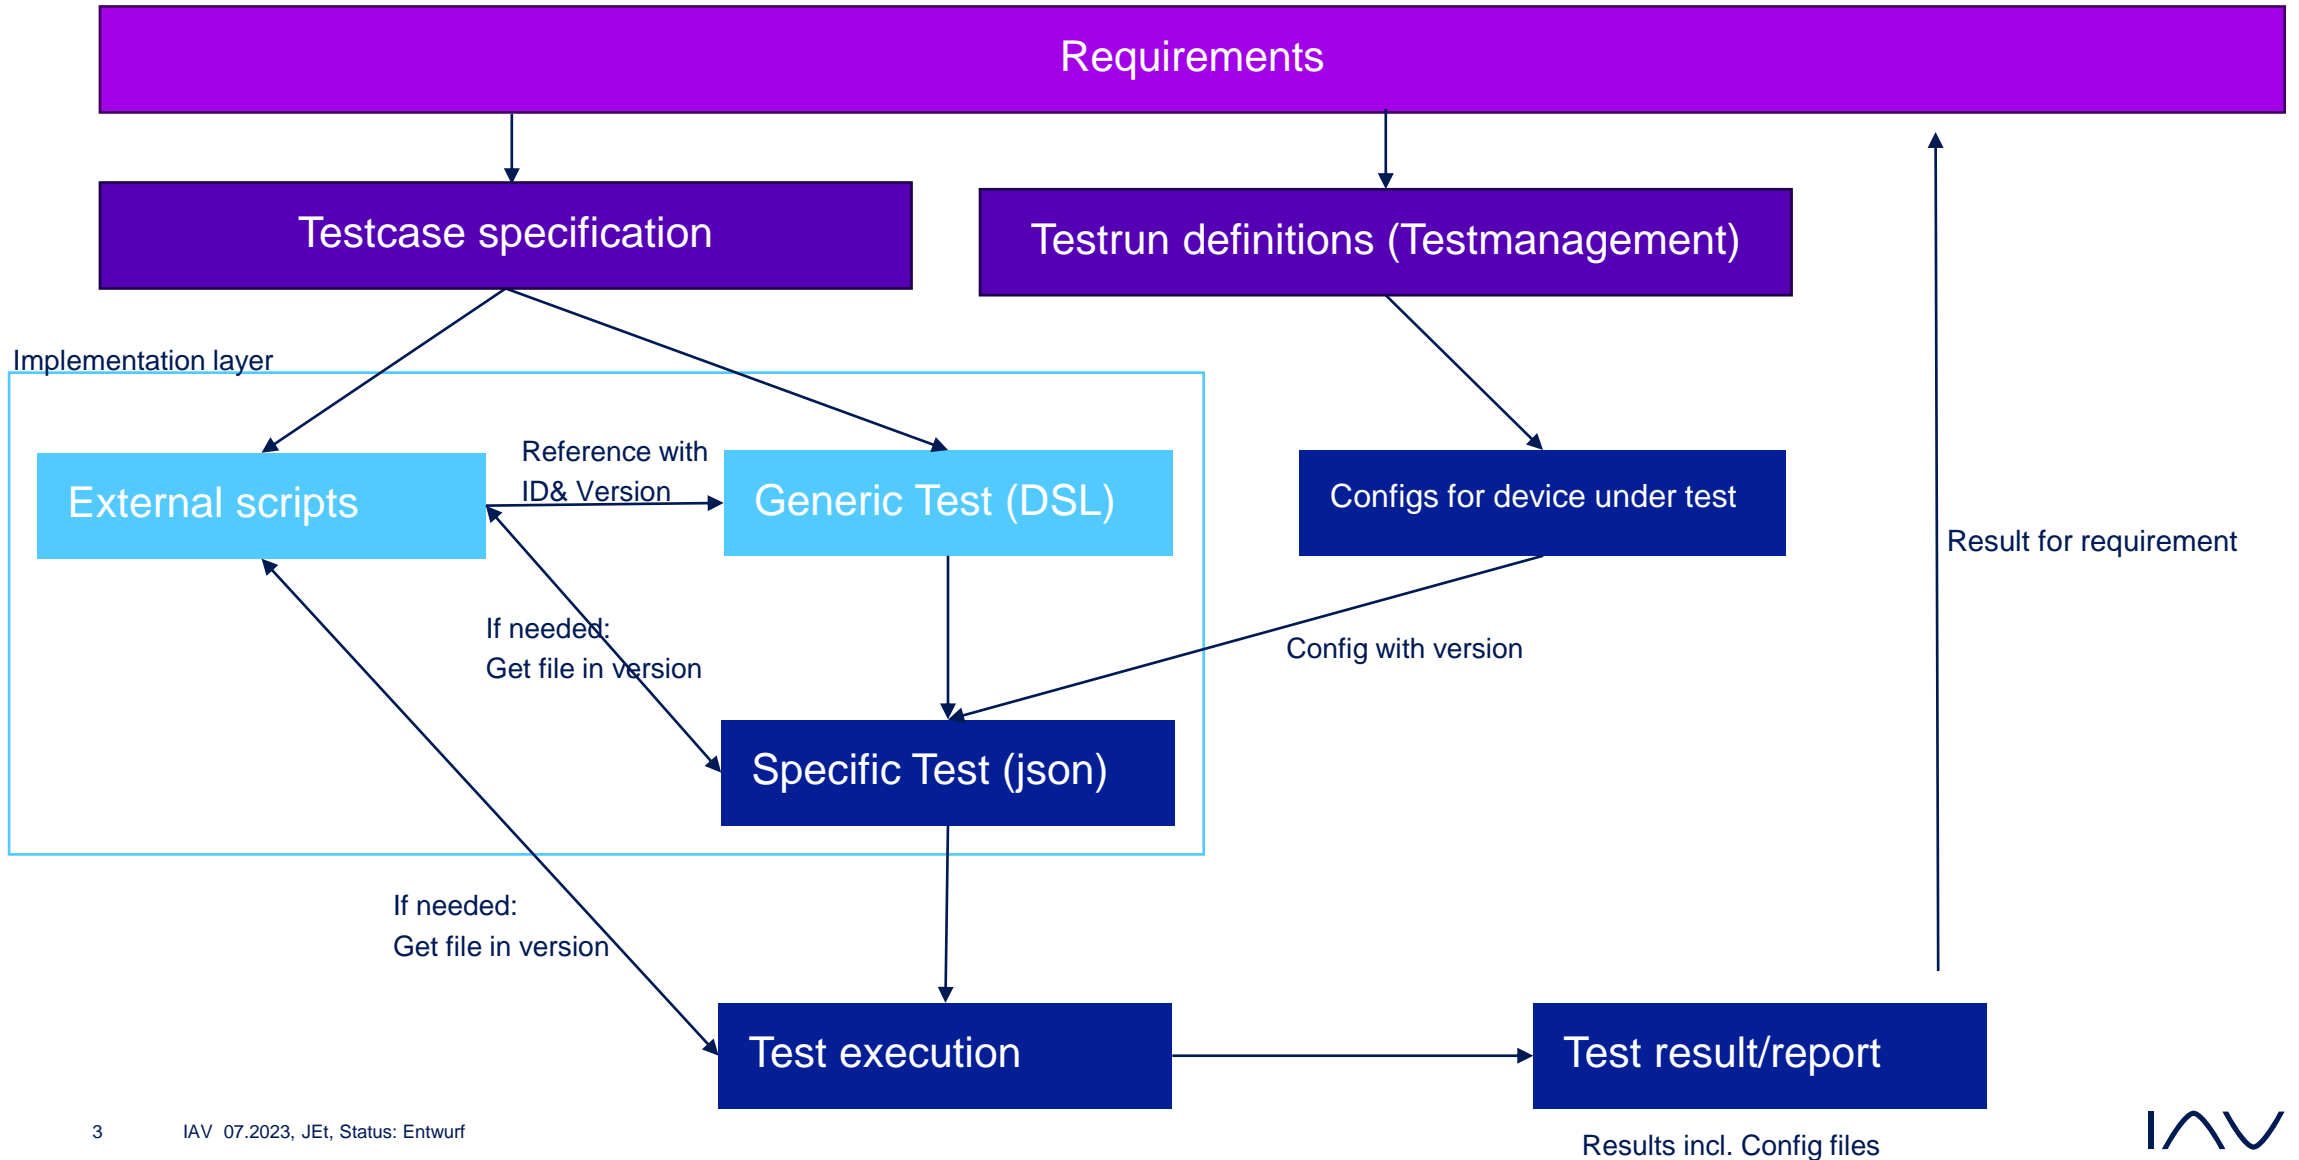 Requirements
Testcase specification
Testrun definitions (Testmanagement)
Implementation layer
Reference with
ID& Version
External scripts
Generic Test (DSL)
Configs for device under test
Result for requirement
If needed:
Get file in version
Config with version
Specific Test (json)
If needed:
Get file in version
Test execution
Test result/report
3
IAV 07.2023, JEt, Status: Entwurf
Results incl. Config files
IAV